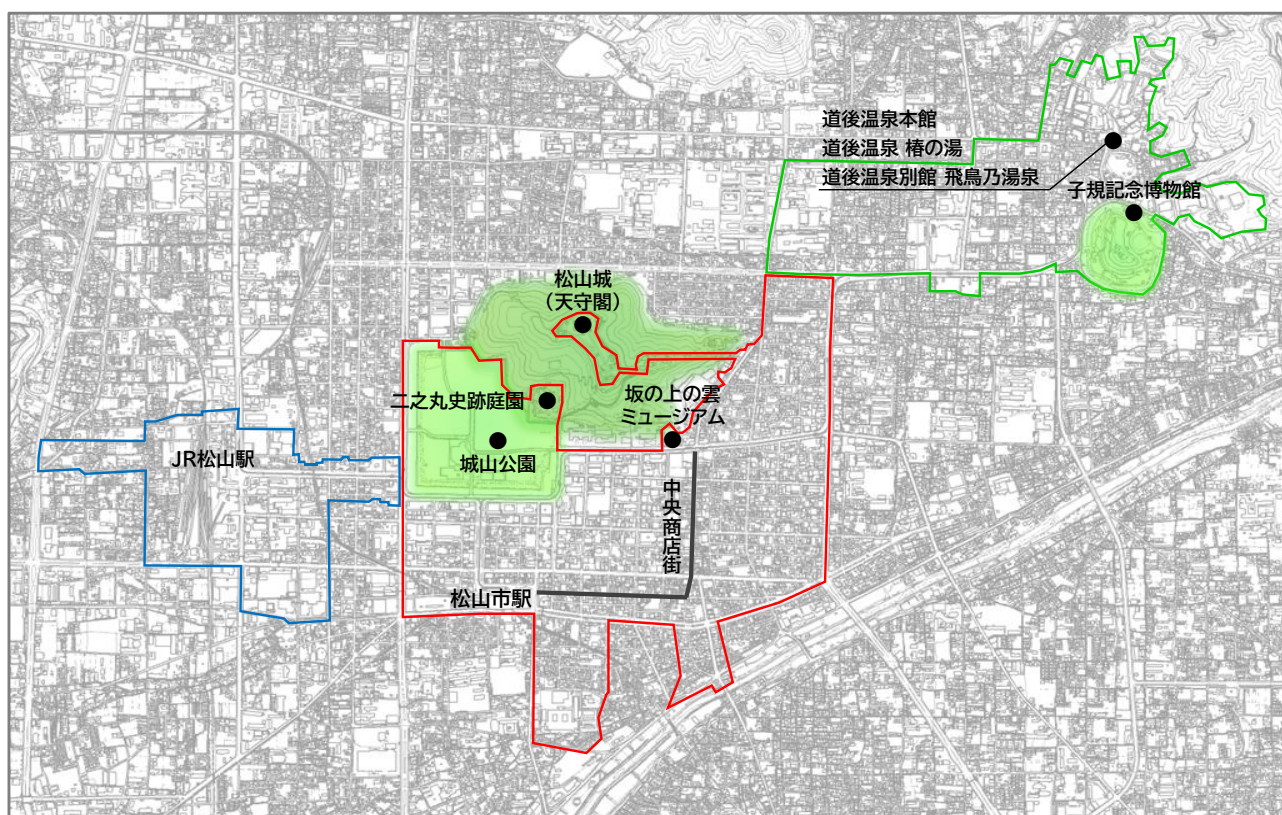 道後温泉本館
道後温泉 椿の湯
道後温泉別館 飛鳥乃湯泉
子規記念博物館
松山城
（天守閣）
二之丸史跡庭園
坂の上の雲
ミュージアム
城山公園
JR松山駅
中央商店街
松山市駅